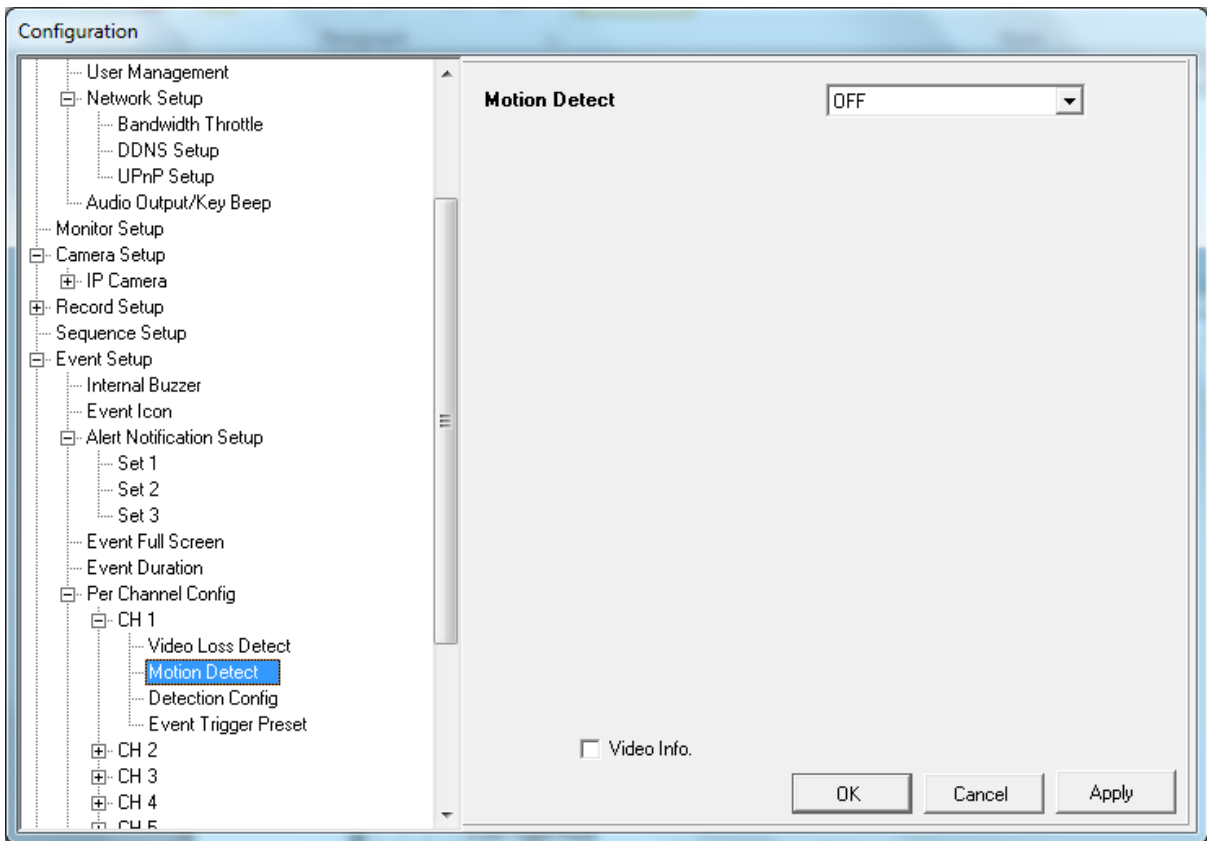 Configuration
User Management
Network Setup
Bandwidth Throttle
DDNS Setup
UPnP Setup
Audio Output/Key Beep
Monitor Setup
Camera Setup
IP Camera
Record Setup
Sequence Setup
Event Setup
Internal Buzzer
Event Icon
Alert Notification Setup
Set 1
Set 2
Set 3
Event Full Screen
Event Duration
Per Channel Config
CH 1
Video Loss Detect
Motion Detect
Detection Config
Event Trigger Preset
CH 2
CH 3
CH 4
CH 5
Motion Detect OFF
Video Info.
OK Cancel Apply